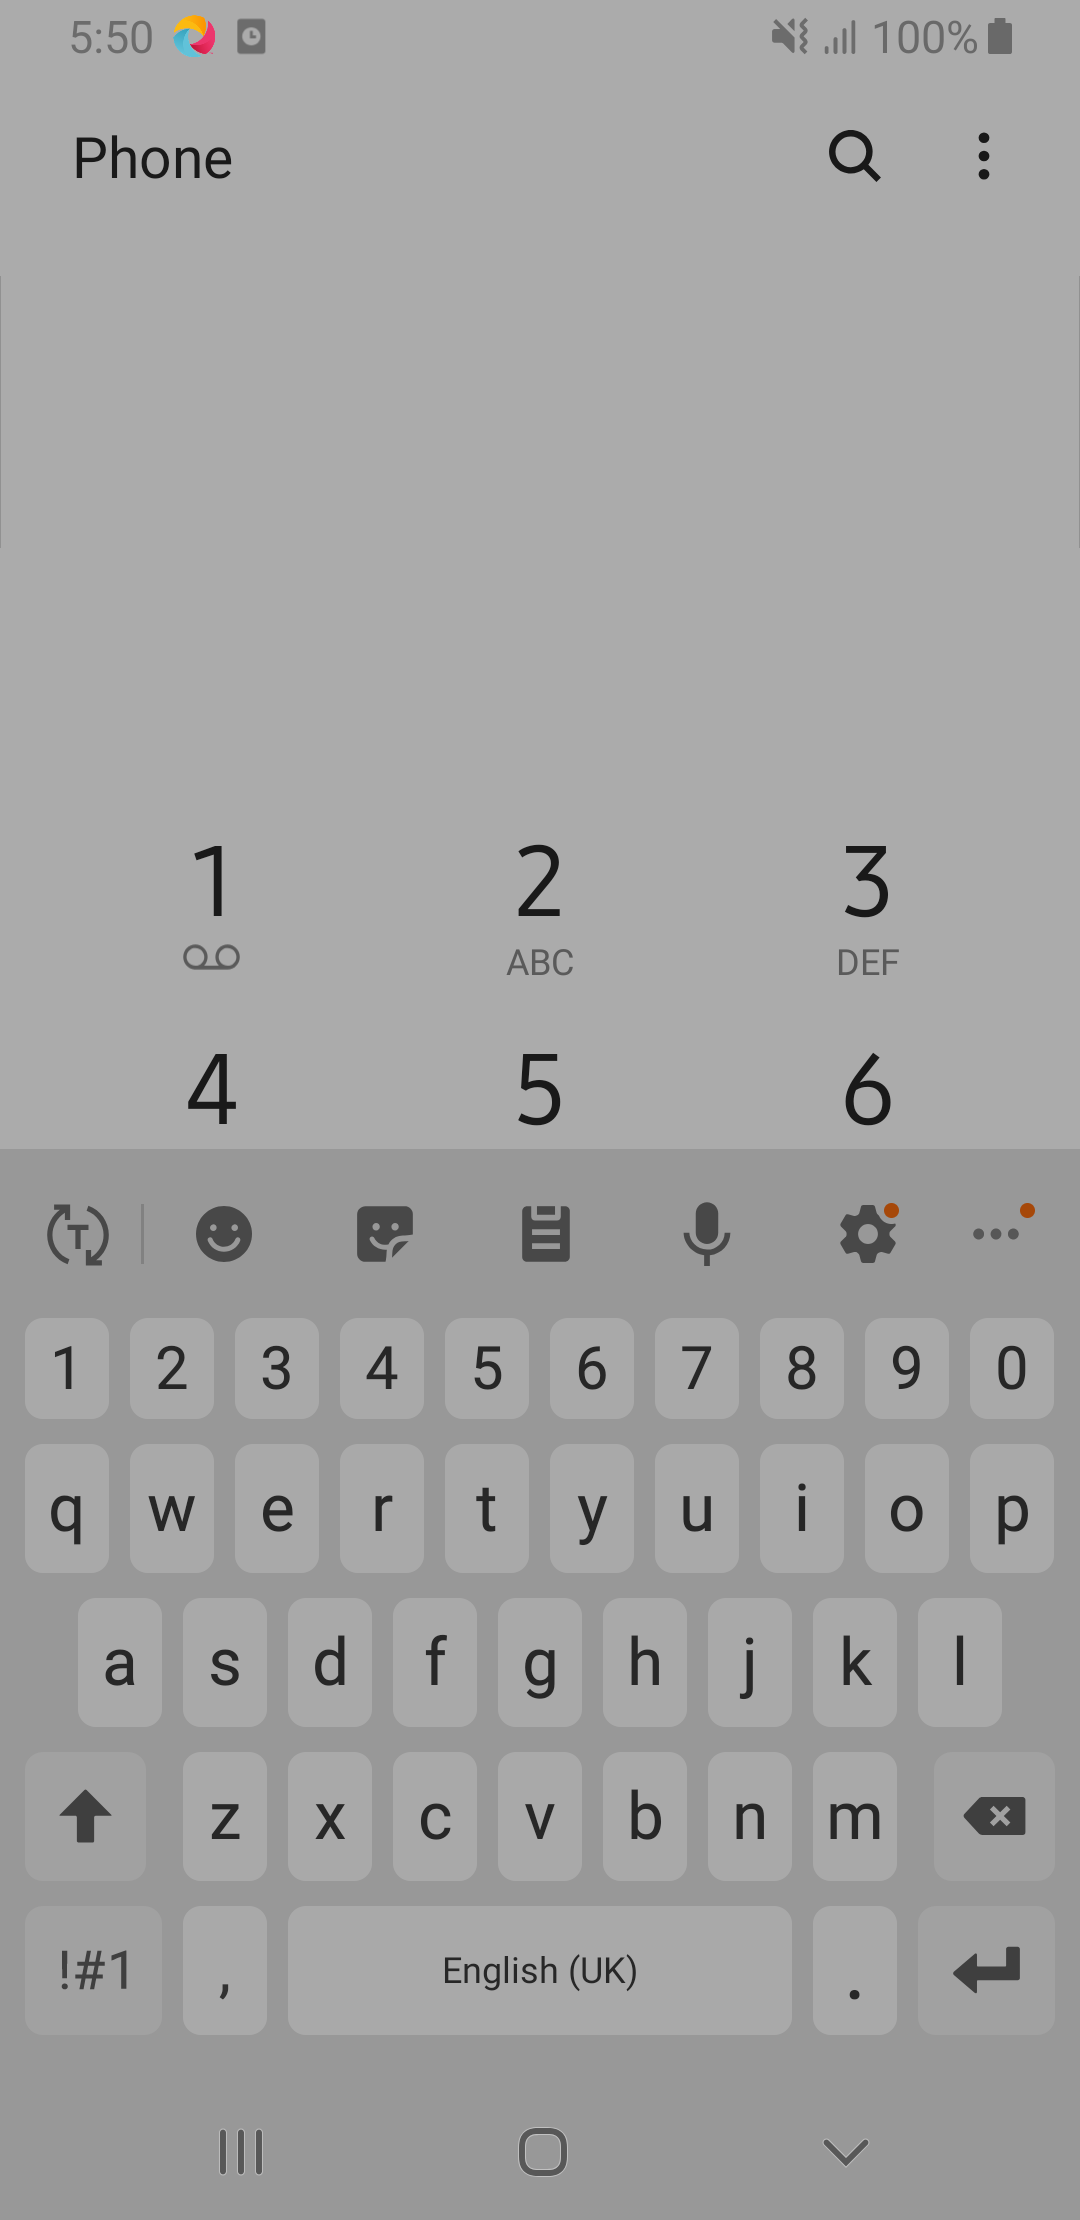 5:50 100%
Phone
1 2 3
ABC DEF
4 5 6
T
1 2 3 4 5 6 7 8 9 0
q w e r t y u i o p
a s d f g h j k l
z x c v b n m
!#1 , English (UK) .